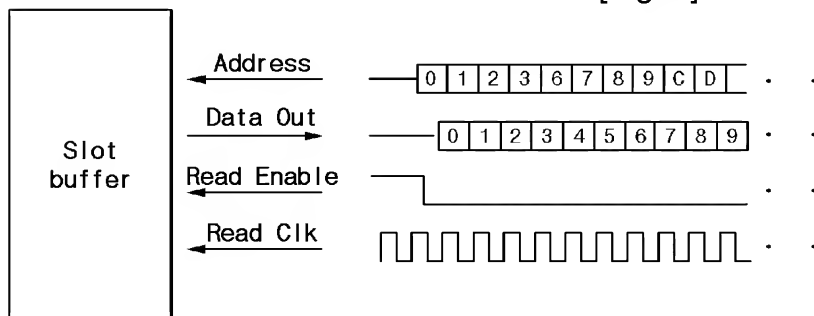 Address
0 1 2 3 6 7 8 9 C D
Data Out
0 1 2 3 4 5 6 7 8 9
Slot
buffer
Read Enable
Read Clk